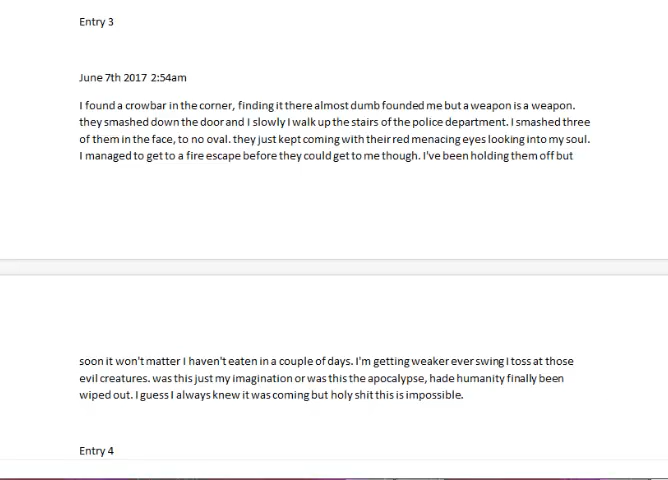 Entry 3
June 7th 2017 2:54am
I found a crowbar in the corner, finding it there almost dumb founded me but a weapon is a weapon.
they smashed down the door and I slowly I walk up the stairs of the police department. I smashed three
of them in the face, to no oval. they just kept coming with their red menacing eyes looking into my soul.
I managed to get to a fire escape before they could get to me though. I've been holding them off but
soon it won't matter I haven't eaten in a couple of days. I'm getting weaker ever swing I toss at those
evil creatures. was this just my imagination or was this the apocalypse, hade humanity finally been
wiped out. I guess I always knew it was coming but holy shit this is impossible.
Entry 4